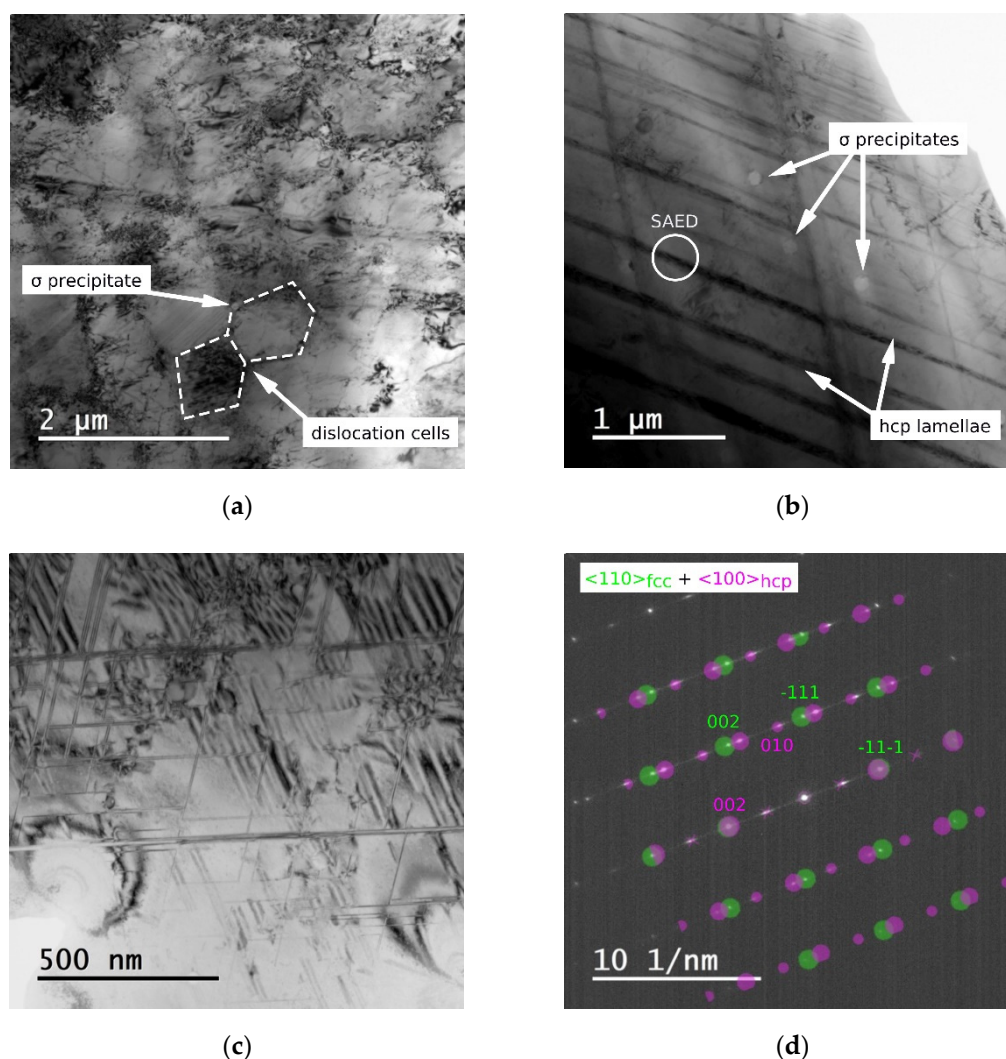 σ precipitate
dislocation cells
2 μm
(a)
σ precipitates
SAED
hcp lamellae
1 μm
(b)
500 nm
(c)
<110>fcc + <100>hcp
-111
002
010
-11-1
002
10 1/nm
(d)